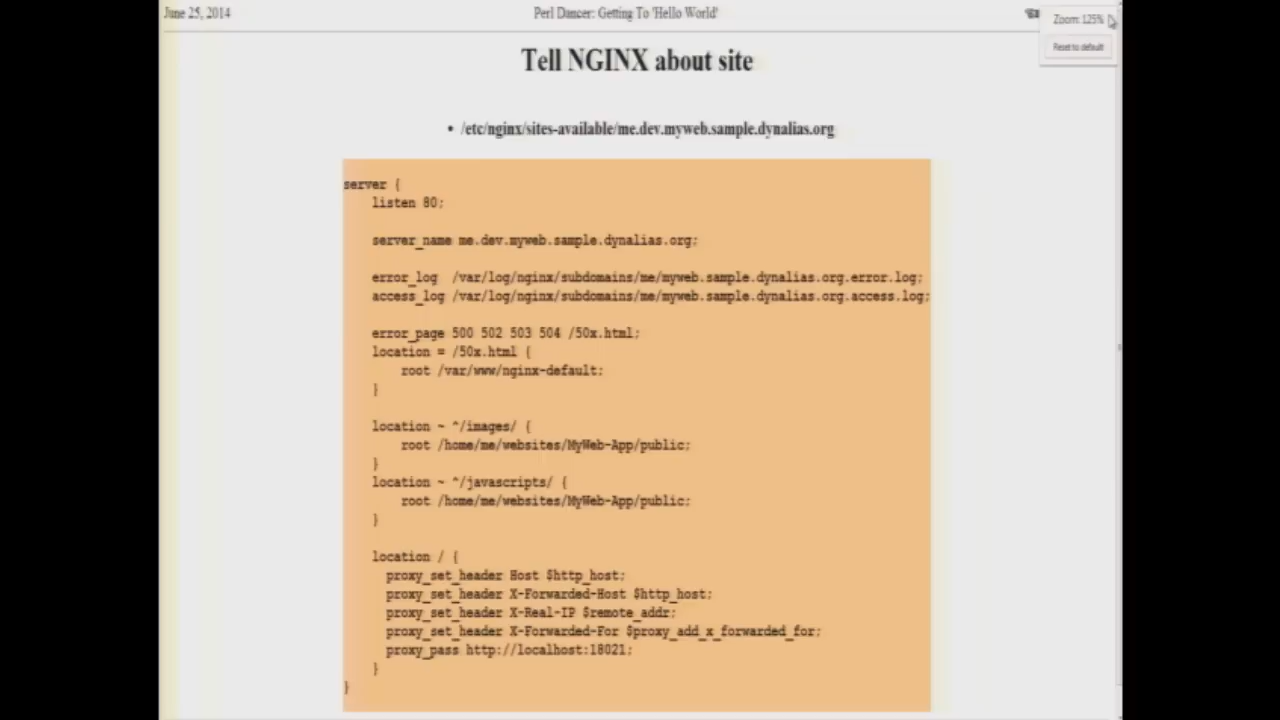 June 25, 2014
Perl Dancer: Getting To 'Hello World'
Zoom: 125%
Reset to default
Tell NGINX about site
• /etc/nginx/sites-available/me.dev.myweb.sample.dynalias.org
server {
listen 80;
server_name me.dev.myweb.sample.dynalias.org;
error_log /var/log/nginx/subdomains/me/myweb.sample.dynalias.org.error.log;
access_log /var/log/nginx/subdomains/me/myweb.sample.dynalias.org.access.log;
error_page 500 502 503 504 /50x.html;
location = /50x.html {
root /var/www/nginx-default;
}
location ~ ^/images/ {
root /home/me/websites/MyWeb-App/public;
}
location ~ ^/javascripts/ {
root /home/me/websites/MyWeb-App/public;
}
location / {
proxy_set_header Host $http_host;
proxy_set_header X-Forwarded-Host $http_host;
proxy_set_header X-Real-IP $remote_addr;
proxy_set_header X-Forwarded-For $proxy_add_x_forwarded_for;
proxy_pass http://localhost:18021;
}
}